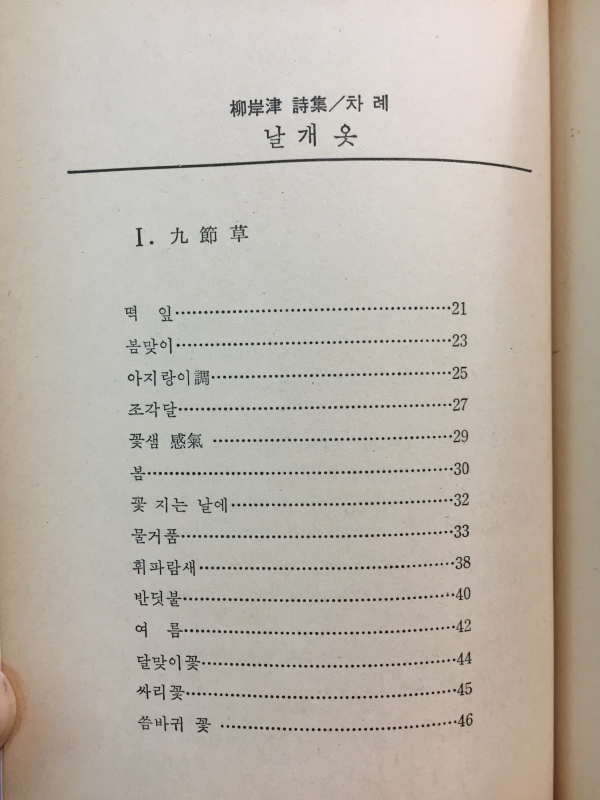 柳岸津 詩集/차 례
날개옷
I. 九節草
떡 잎 21
봄맞이 23
아지랑이調 25
조각달 27
꽃샘 感氣 29
봄 30
꽃 지는 날에 32
물거품 33
휘파람새 38
반딧불 40
여 름 42
달맞이꽃 44
싸리꽃 45
씀바귀 꽃 46